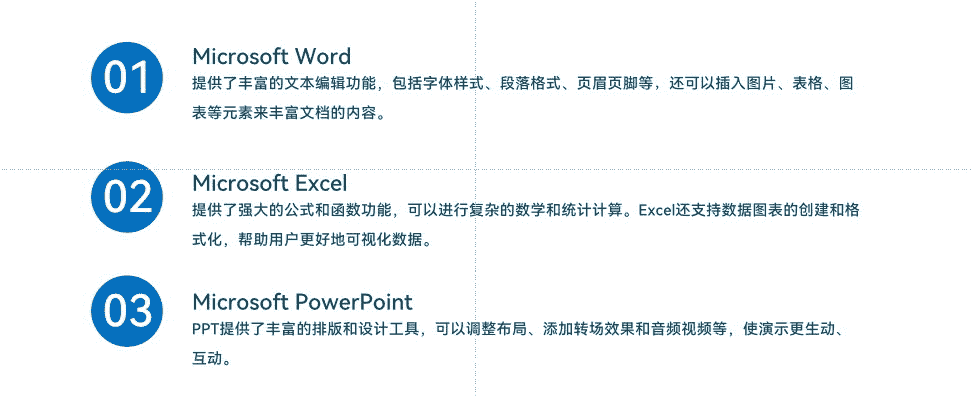 01
Microsoft Word
提供了丰富的文本编辑功能，包括字体样式、段落格式、页眉页脚等，还可以插入图片、表格、图
表等元素来丰富文档的内容。
02
Microsoft Excel
提供了强大的公式和函数功能，可以进行复杂的数学和统计计算。Excel还支持数据图表的创建和格
式化，帮助用户更好地可视化数据。
03
Microsoft PowerPoint
PPT提供了丰富的排版和设计工具，可以调整布局、添加转场效果和音频视频等，使演示更生动、
互动。